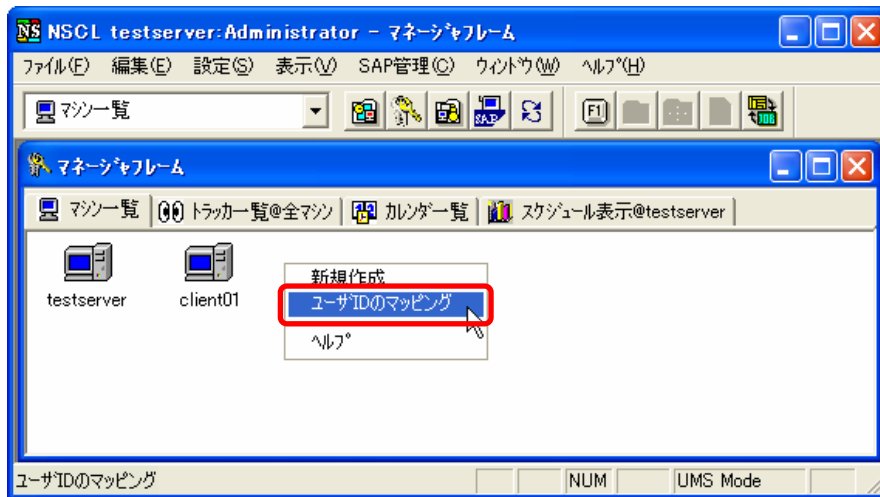 NS NSCL testserver:Administrator - マネージャフレーム
ファイル(F) 編集(E) 設定(S) 表示(V) SAP管理(C) ウィンドウ(W) ヘルプ(H)
マシン一覧 SAP F1
マネージャフレーム
マシン一覧 トラッカー一覧@全マシン カレンダー一覧 スケジュール表示@testserver
testserver client01
新規作成
ユーザIDのマッピング
ヘルプ
ユーザIDのマッピング NUM UMS Mode